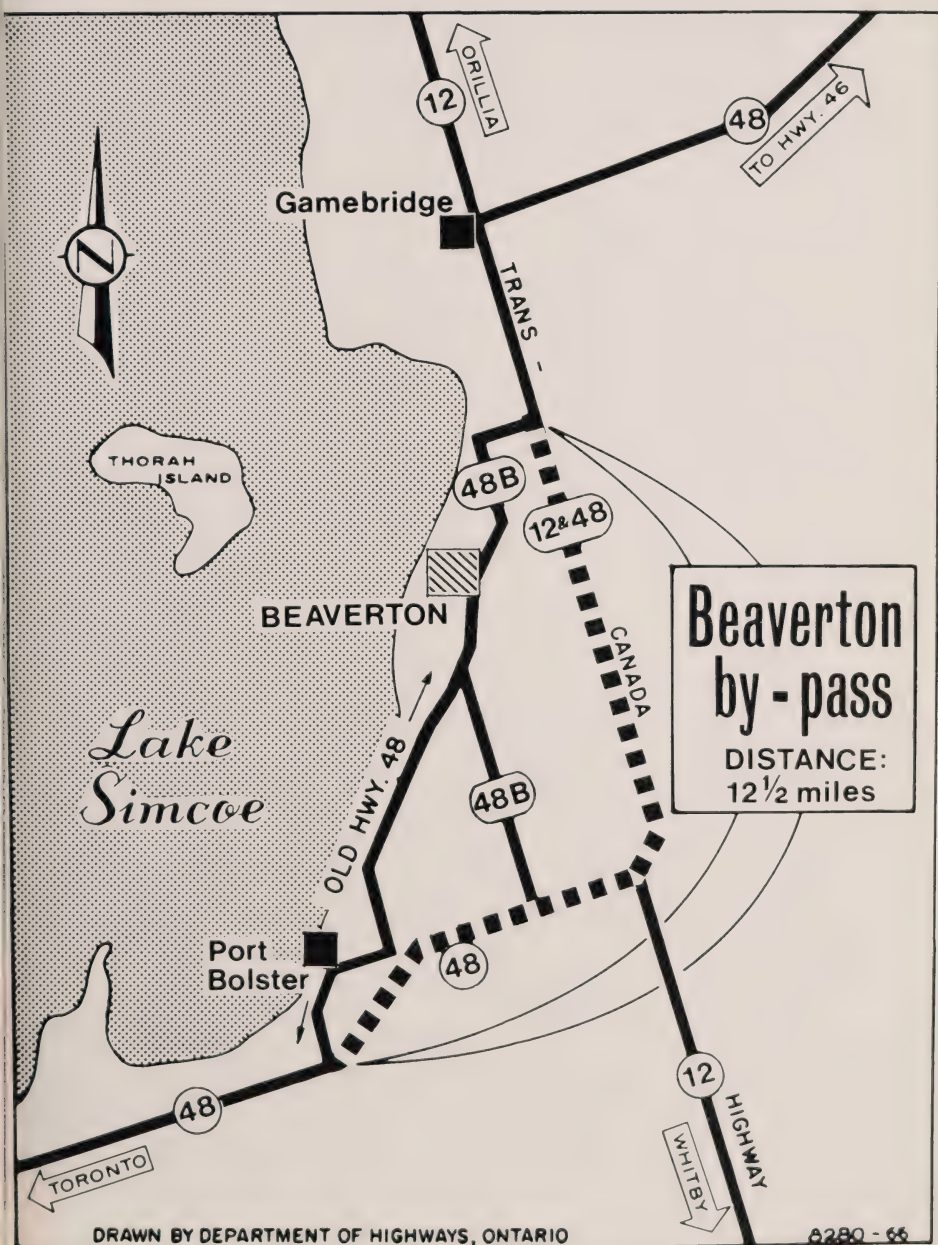 12
ORILLIA
48
TO HWY. 46
Gamebridge
N
TRANS -
THORAH
ISLAND
48B
12&48
BEAVERTON
CANADA
Beaverton
by - pass
DISTANCE:
12 1/2 miles
Lake
Simcoe
OLD HWY. 48
48B
Port
Bolster
48
12
HIGHWAY
48
TORONTO
WHITBY
DRAWN BY DEPARTMENT OF HIGHWAYS, ONTARIO
8280 - 66